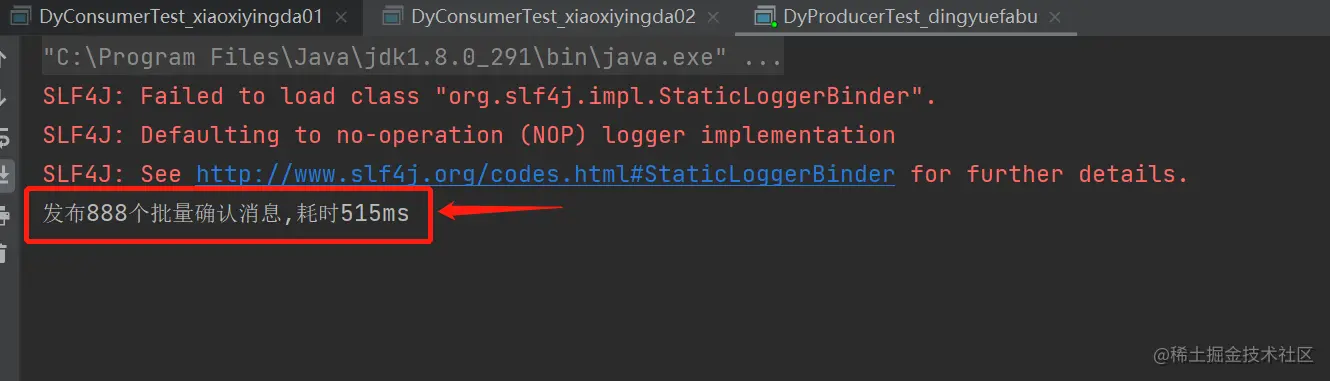 DyConsumerTest_xiaoxiyingda01 DyConsumerTest_xiaoxiyingda02 DyProducerTest_dingyuefabu
"C:\Program Files\Java\jdk1.8.0_291\bin\java.exe" ...
SLF4J: Failed to load class "org.slf4j.impl.StaticLoggerBinder".
SLF4J: Defaulting to no-operation (NOP) logger implementation
SLF4J: See http://www.slf4j.org/codes.html#StaticLoggerBinder for further details.
发布888个批量确认消息,耗时515ms
@稀土掘金技术社区